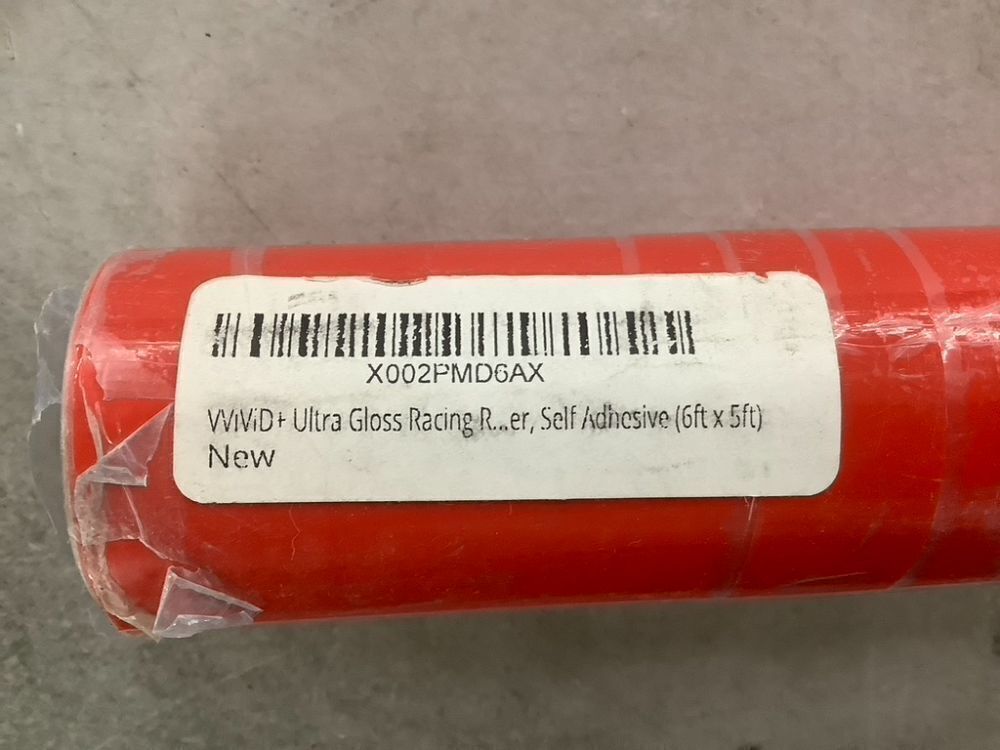 X002PMD6AX
VViViD+ Ultra Gloss Racing R...er, Self Adhesive (6ft x 5ft)
New